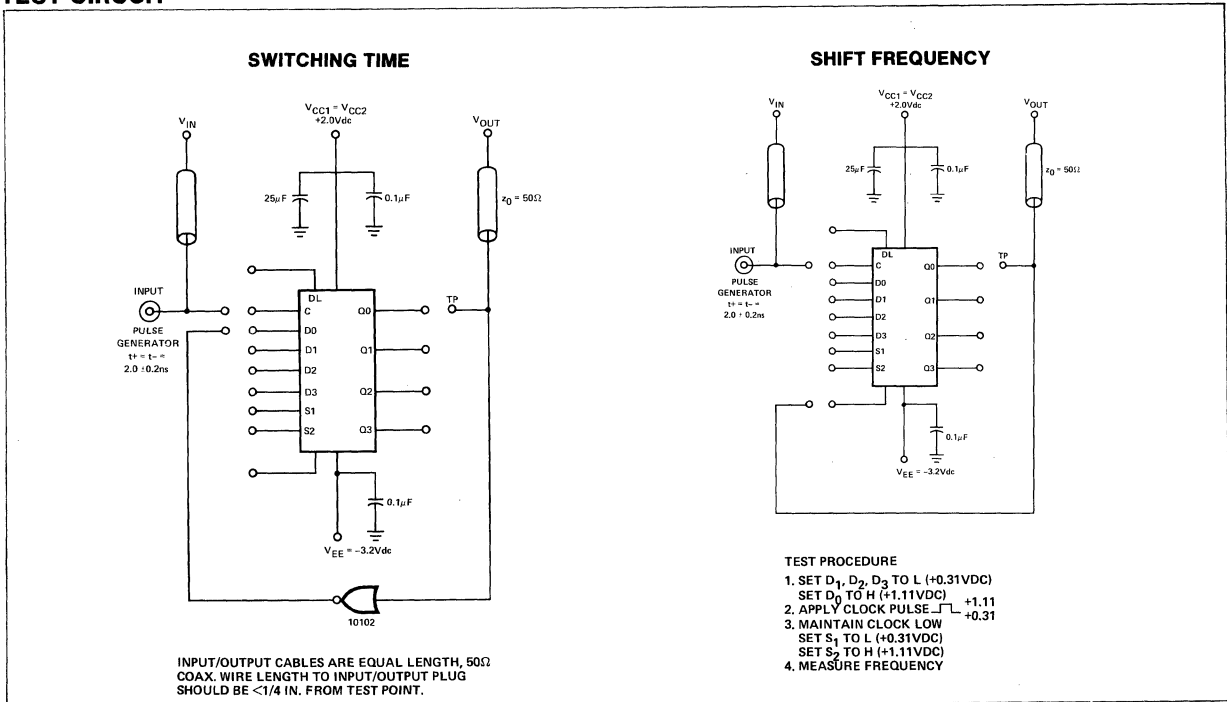 SWITCHING TIME
VCC1 = VCC2
+2.0Vdc
VIN
VOUT
25μF
0.1μF
z0 = 50Ω
INPUT
PULSE
GENERATOR
t+ = t− =
2.0 ±0.2ns
DL
C
D0
D1
D2
D3
S1
S2
Q0
Q1
Q2
Q3
TP
0.1μF
VEE = −3.2Vdc
10102
INPUT/OUTPUT CABLES ARE EQUAL LENGTH, 50Ω
COAX. WIRE LENGTH TO INPUT/OUTPUT PLUG
SHOULD BE <1/4 IN. FROM TEST POINT.
SHIFT FREQUENCY
VCC1 = VCC2
+2.0Vdc
VIN
VOUT
25μF
0.1μF
z0 = 50Ω
INPUT
PULSE
GENERATOR
t+ = t− =
2.0 ± 0.2ns
DL
C
D0
D1
D2
D3
S1
S2
Q0
Q1
Q2
Q3
TP
0.1μF
VEE = −3.2Vdc
TEST PROCEDURE
1. SET D1, D2, D3 TO L (+0.31VDC)
SET D0 TO H (+1.11VDC)
2. APPLY CLOCK PULSE +1.11
+0.31
3. MAINTAIN CLOCK LOW
SET S1 TO L (+0.31VDC)
SET S2 TO H (+1.11VDC)
4. MEASURE FREQUENCY